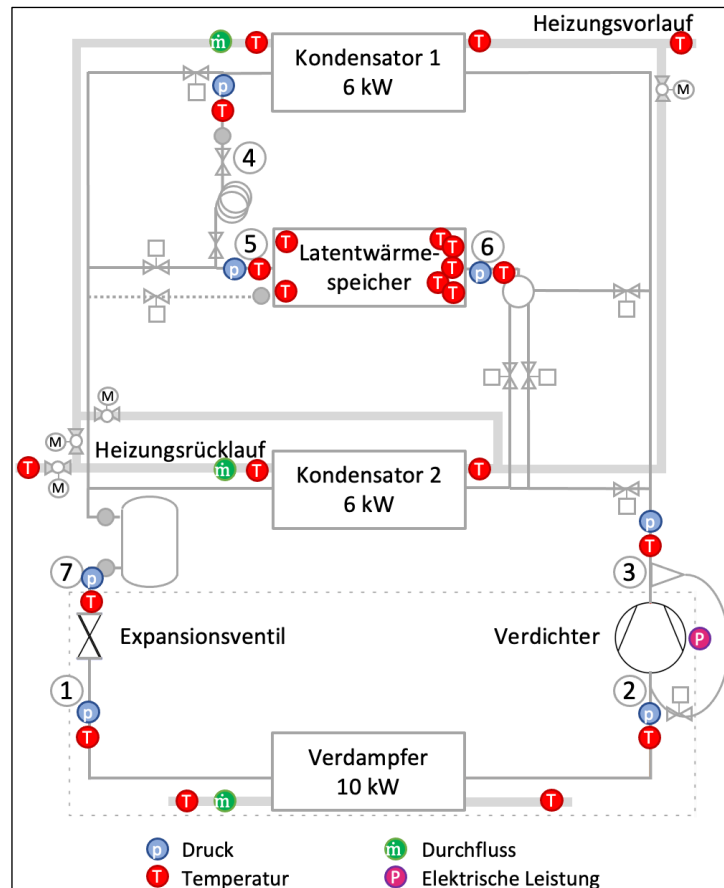 Heizungsvorlauf
ṁ T T T
Kondensator 1
6 kW
p M
T
4
5 6
T T T
Latentwärme-
p T T p T
speicher
T T T
M
M
Heizungsrücklauf
T ṁ T T
M
Kondensator 2
6 kW
p
T
7 3
p
T
Expansionsventil
Verdichter P
1 2
p p
T T
Verdampfer
10 kW
T ṁ T
p Druck
ṁ Durchfluss
T Temperatur
P Elektrische Leistung